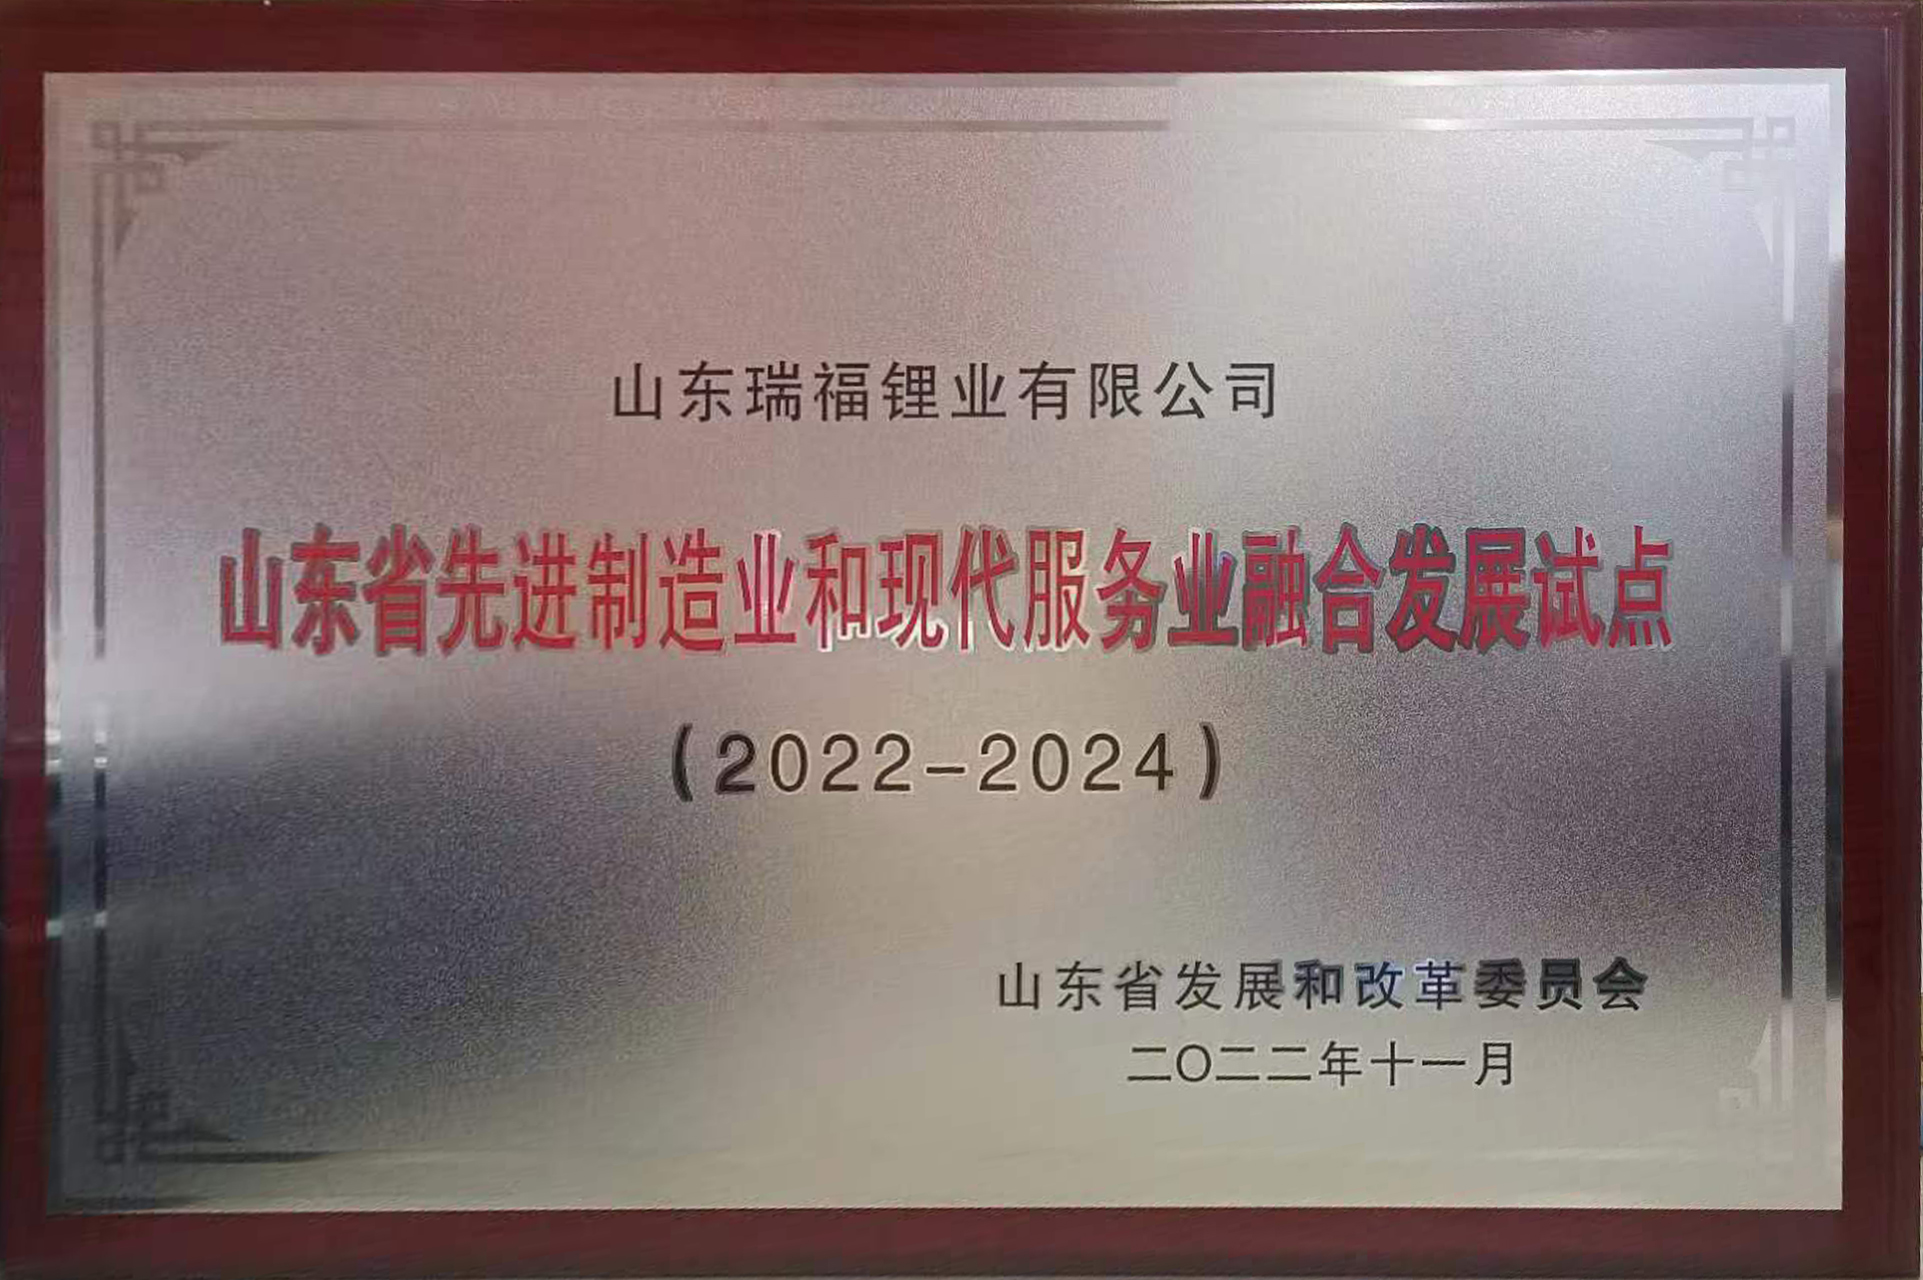 山东瑞福锂业有限公司
山东省先进制造业和现代服务业融合发展试点
（2022-2024）
山东省发展和改革委员会
二〇二二年十一月